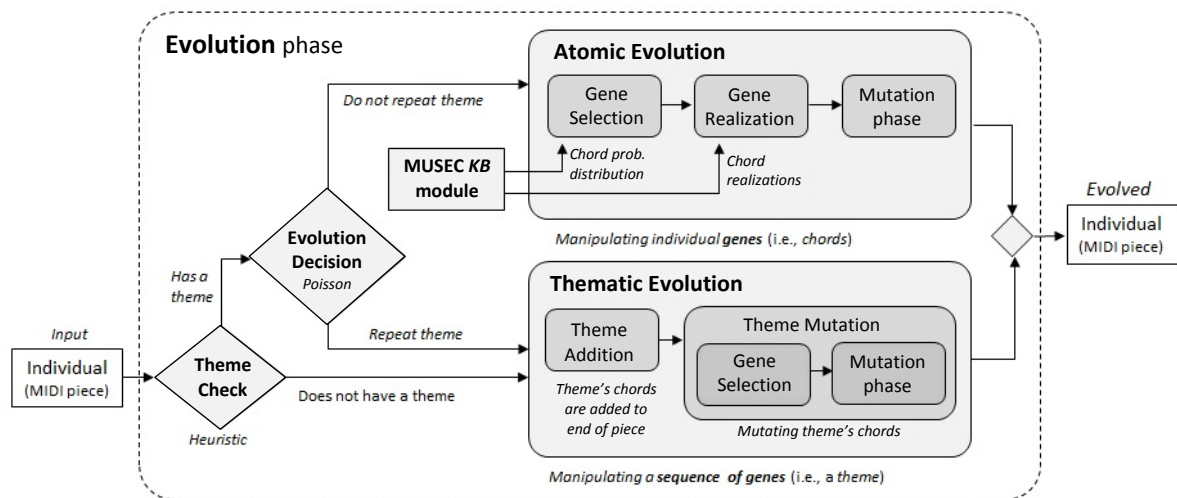 Evolution phase
Atomic Evolution
Gene
Selection
Gene
Realization
Mutation
phase
Do not repeat theme
MUSEC KB
module
Chord prob.
distribution
Chord
realizations
Manipulating individual genes (i.e., chords)
Evolution
Decision
Poisson
Has a
theme
Repeat theme
Input
Individual
(MIDI piece)
Theme
Check
Heuristic
Does not have a theme
Thematic Evolution
Theme
Addition
Theme's chords
are added to
end of piece
Theme Mutation
Gene
Selection
Mutation
phase
Mutating theme's chords
Manipulating a sequence of genes (i.e., a theme)
Evolved
Individual
(MIDI piece)